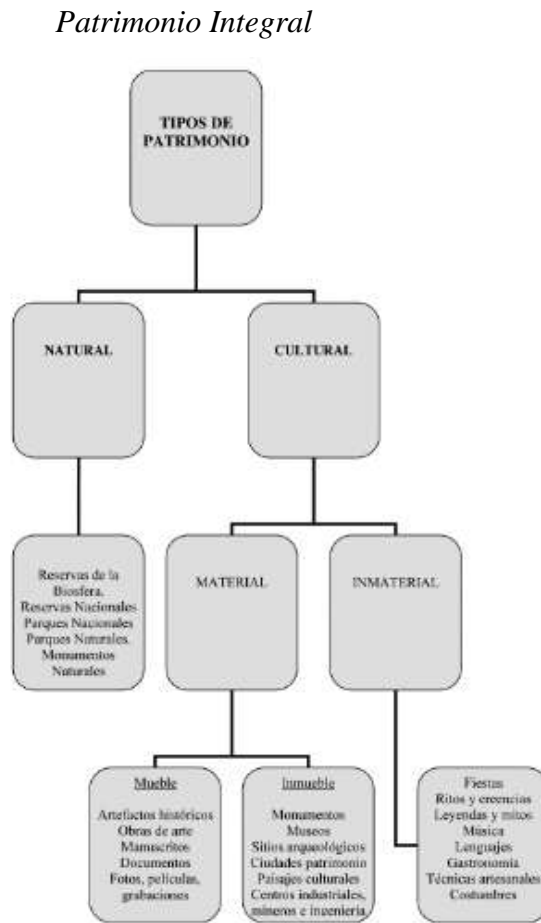 Patrimonio Integral
TIPOS DE
PATRIMONIO
NATURAL
CULTURAL
Reservas de la
Biosfera.
Reservas Nacionales
Parques Nacionales
Parques Naturales.
Monumentos
Naturales
MATERIAL
INMATERIAL
Mueble
Artefactos históricos
Obras de arte
Manuscritos
Documentos
Fotos, películas,
grabaciones
Inmueble
Monumentos
Museos
Sitios arqueológicos
Ciudades patrimonio
Paisajes culturales
Centros industriales,
mineros e ingeniería
Fiestas
Ritos y creencias
Leyendas y mitos
Música
Lenguajes
Gastronomía
Técnicas artesanales
Costumbres